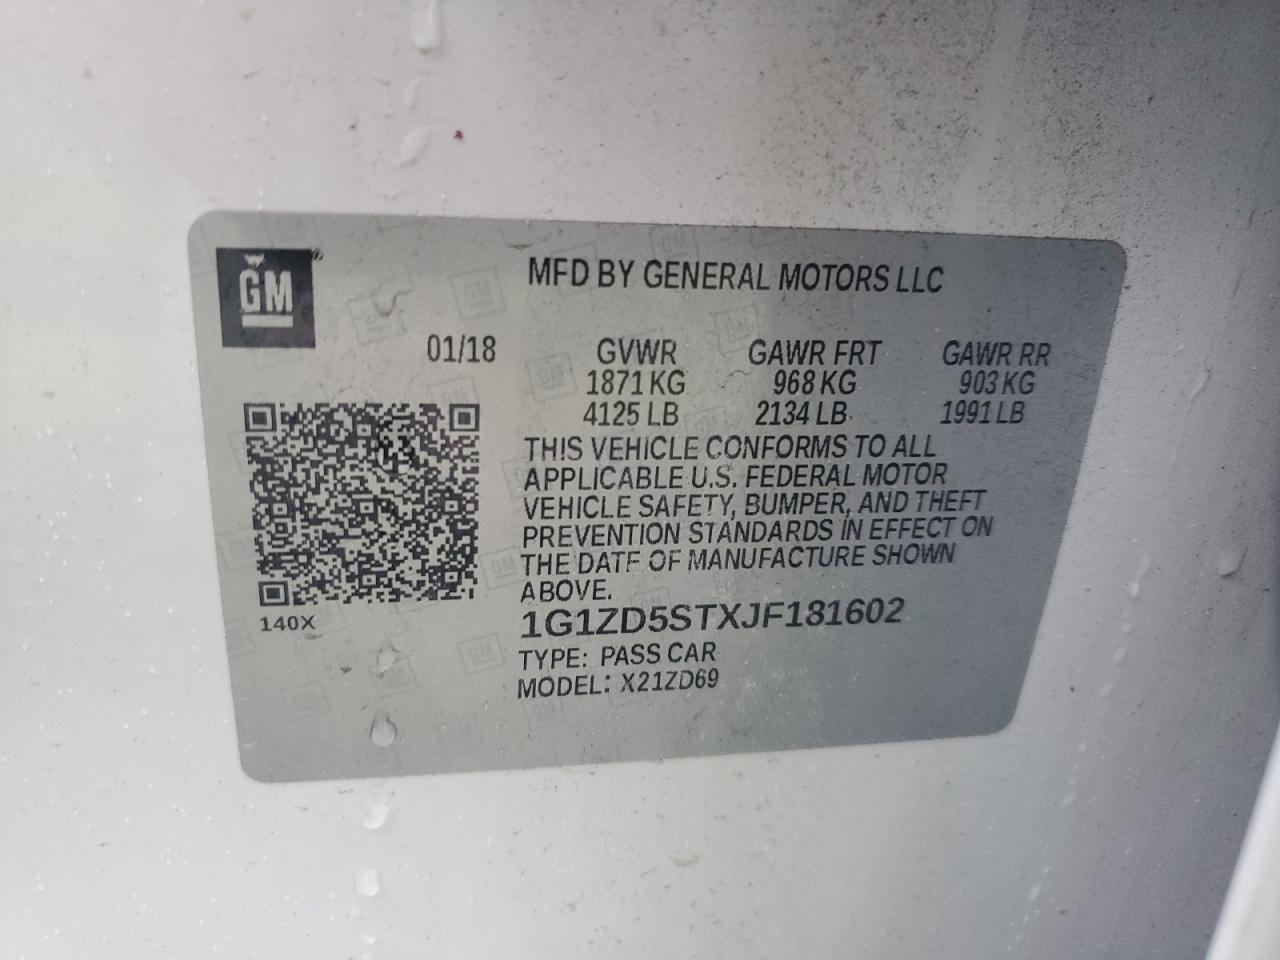 GM
MFD BY GENERAL MOTORS LLC
01/18 GVWR GAWR FRT GAWR RR
1871 KG 968 KG 903 KG
4125 LB 2134 LB 1991 LB
THIS VEHICLE CONFORMS TO ALL
APPLICABLE U.S. FEDERAL MOTOR
VEHICLE SAFETY, BUMPER, AND THEFT
PREVENTION STANDARDS IN EFFECT ON
THE DATE OF MANUFACTURE SHOWN
ABOVE.
140X
1G1ZD5STXJF181602
TYPE: PASS CAR
MODEL: X21ZD69